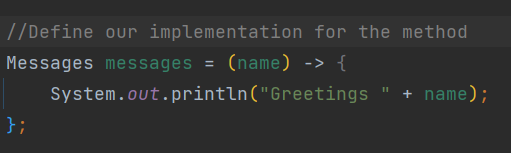 //Define our implementation for the method
Messages messages = (name) -> {
    System.out.println("Greetings " + name);
};